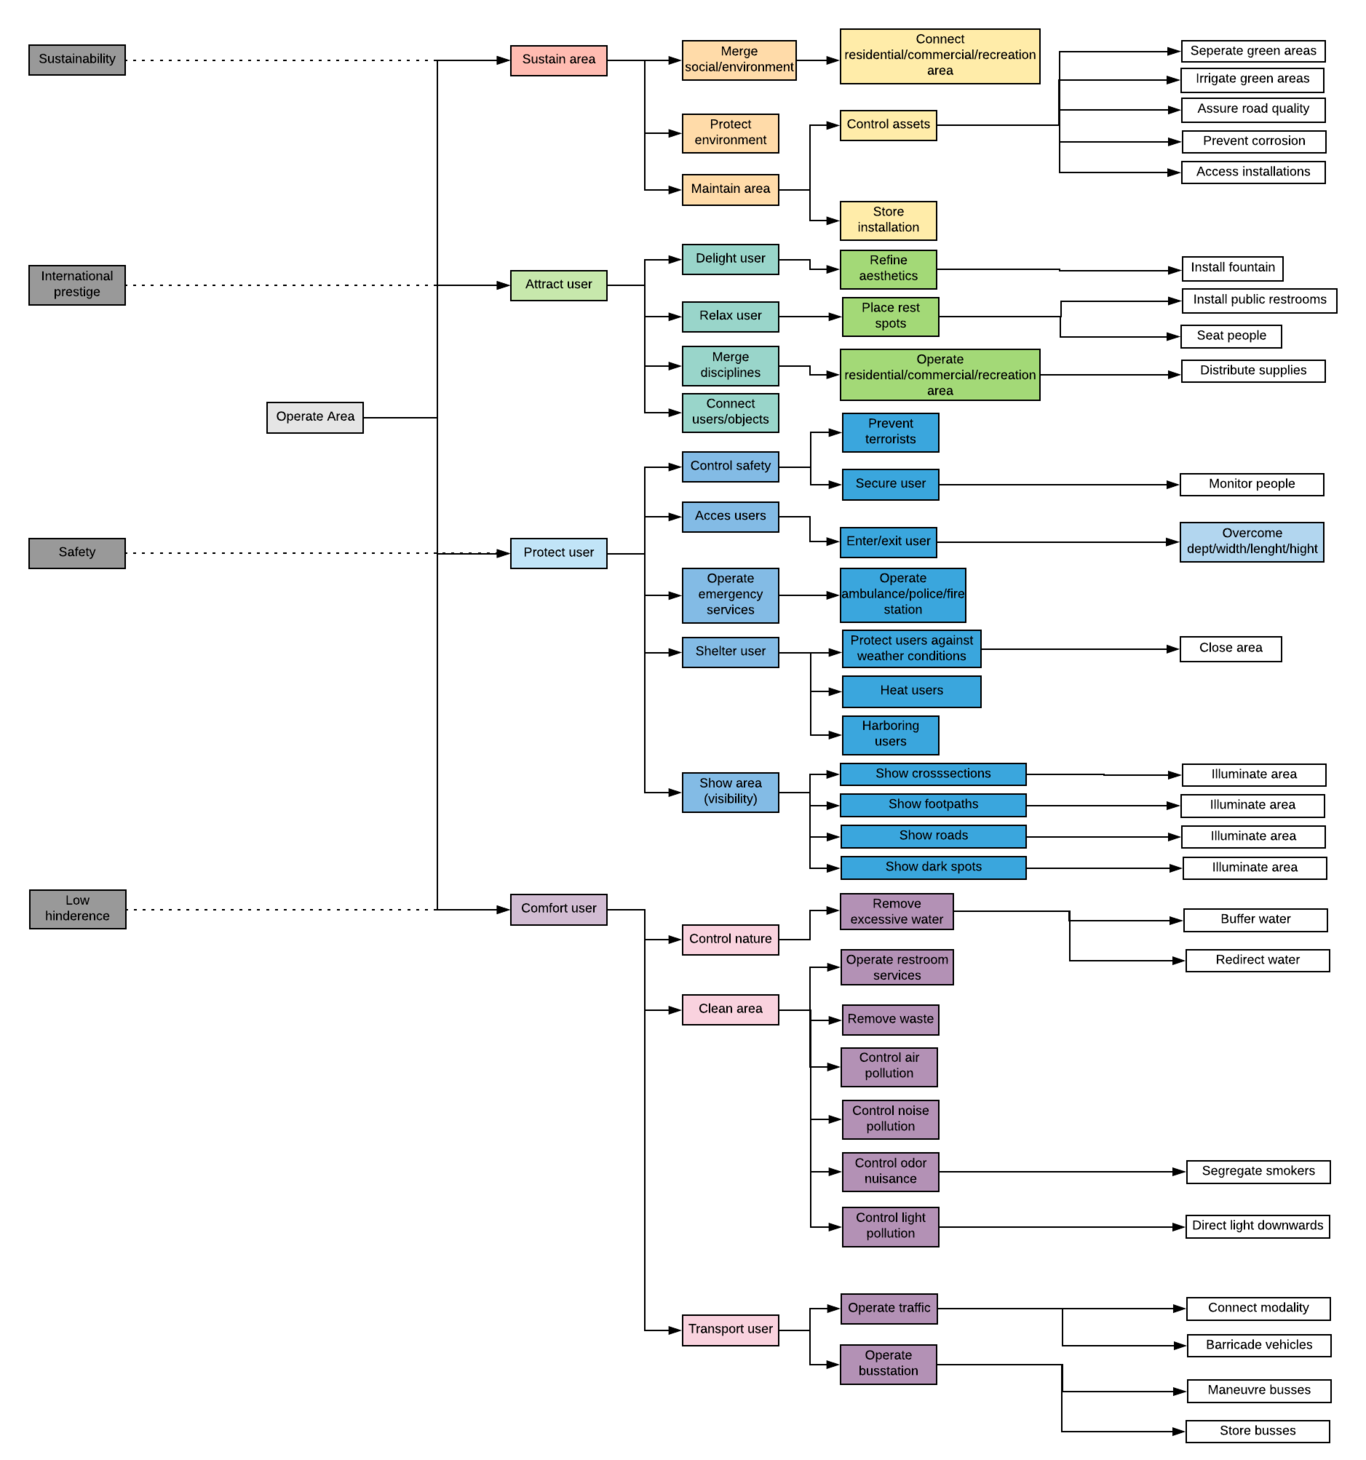 Sustainability
Sustain area
Merge
social/environment
Connect
residential/commercial/recreation
area
Seperate green areas
Irrigate green areas
Assure road quality
Prevent corrosion
Access installations
Protect
environment
Control assets
Maintain area
Store
installation
International
prestige
Attract user
Delight user
Refine
aesthetics
Install fountain
Relax user
Place rest
spots
Install public restrooms
Seat people
Merge
disciplines
Operate
residential/commercial/recreation
area
Distribute supplies
Connect
users/objects
Operate Area
Safety
Protect user
Control safety
Prevent
terrorists
Secure user
Monitor people
Acces users
Enter/exit user
Overcome
dept/width/lenght/hight
Operate
emergency
services
Operate
ambulance/police/fire
station
Shelter user
Protect users against
weather conditions
Close area
Heat users
Harboring
users
Show area
(visibility)
Show crosssections
Illuminate area
Show footpaths
Illuminate area
Show roads
Illuminate area
Show dark spots
Illuminate area
Low
hinderence
Comfort user
Control nature
Remove
excessive water
Buffer water
Redirect water
Clean area
Operate restroom
services
Remove waste
Control air
pollution
Control noise
pollution
Control odor
nuisance
Segregate smokers
Control light
pollution
Direct light downwards
Transport user
Operate traffic
Connect modality
Barricade vehicles
Operate
busstation
Maneuvre busses
Store busses